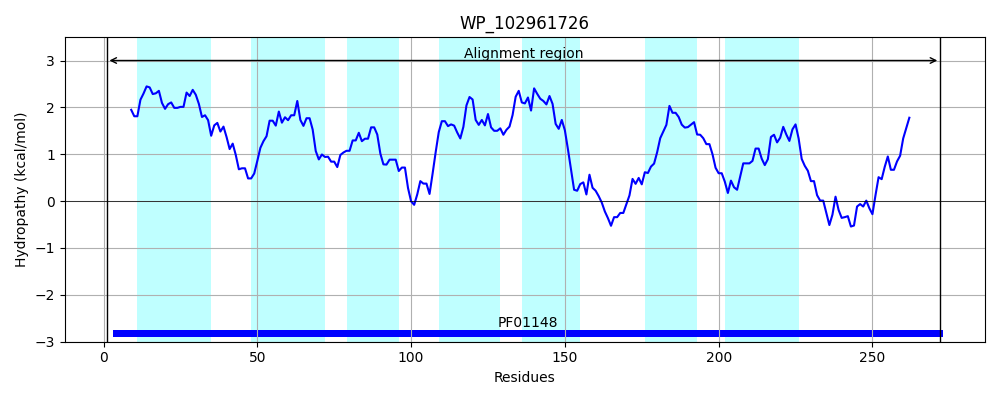 WP_102961726
Alignment region
PF01148
Hydropathy (kcal/mol)
3
2
1
0
−1
−2
−3
0 50 100 150 200 250
Residues